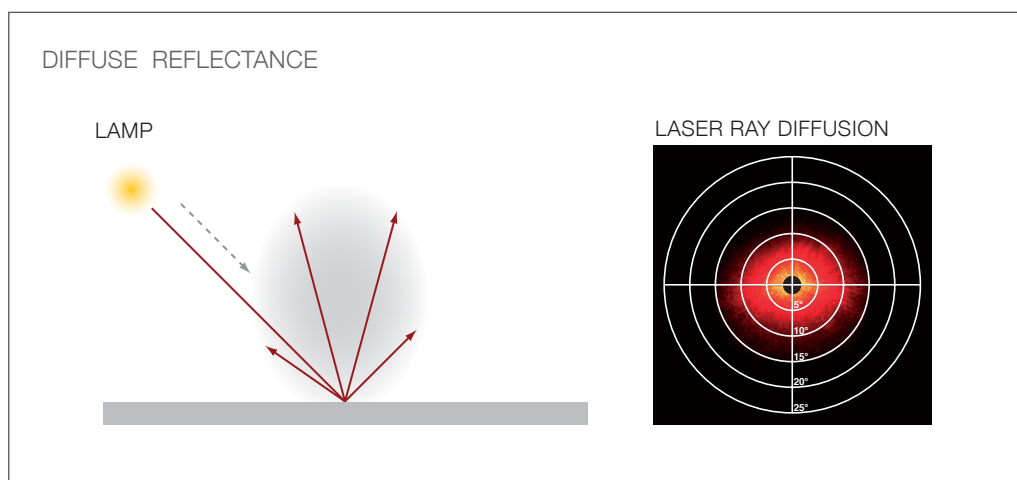 DIFFUSE REFLECTANCE
LAMP
LASER RAY DIFFUSION
5°
10°
15°
20°
25°